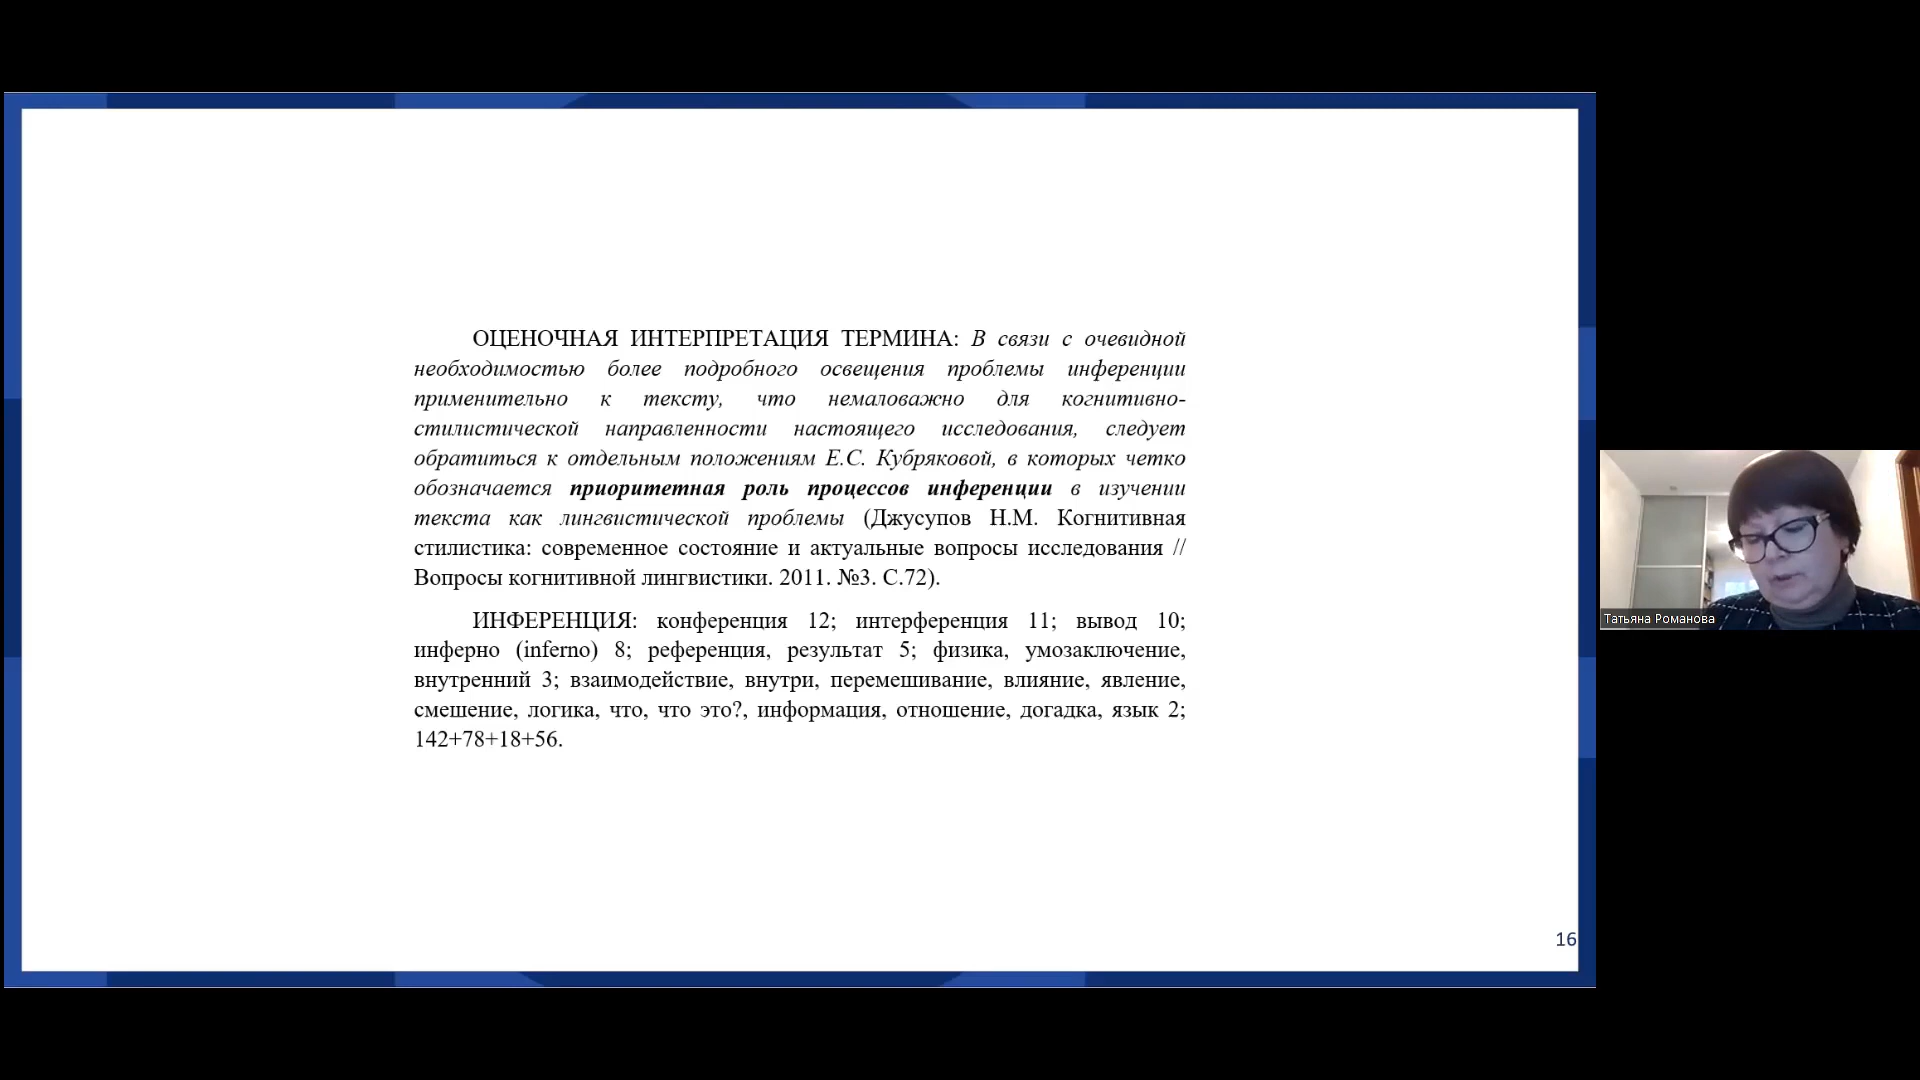 ОЦЕНОЧНАЯ ИНТЕРПРЕТАЦИЯ ТЕРМИНА: В связи с очевидной
необходимостью более подробного освещения проблемы инференции
применительно к тексту, что немаловажно для когнитивно-
стилистической направленности настоящего исследования, следует
обратиться к отдельным положениям Е.С. Кубряковой, в которых четко
обозначается приоритетная роль процессов инференции в изучении
текста как лингвистической проблемы (Джусупов Н.М. Когнитивная
стилистика: современное состояние и актуальные вопросы исследования //
Вопросы когнитивной лингвистики. 2011. №3. С.72).
ИНФЕРЕНЦИЯ: конференция 12; интерференция 11; вывод 10;
инферно (inferno) 8; референция, результат 5; физика, умозаключение,
внутренний 3; взаимодействие, внутри, перемешивание, влияние, явление,
смешение, логика, что, что это?, информация, отношение, догадка, язык 2;
142+78+18+56.
16
Татьяна Романова